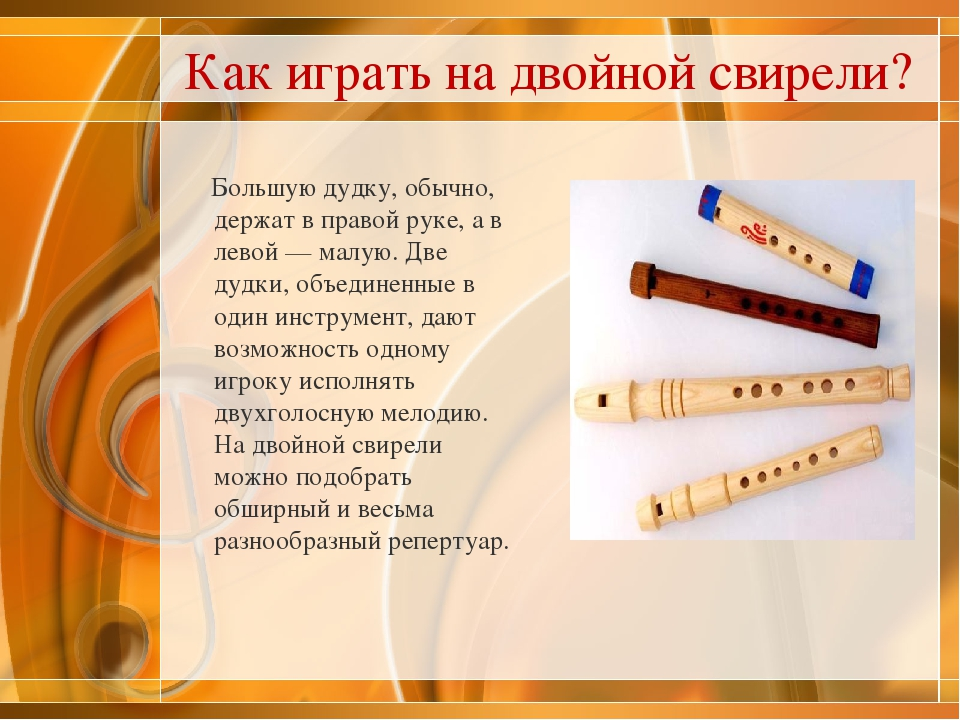 Как играть на двойной свирели?
Большую дудку, обычно,
держат в правой руке, а в
левой — малую. Две
дудки, объединенные в
один инструмент, дают
возможность одному
игроку исполнять
двухголосную мелодию.
На двойной свирели
можно подобрать
обширный и весьма
разнообразный репертуар.